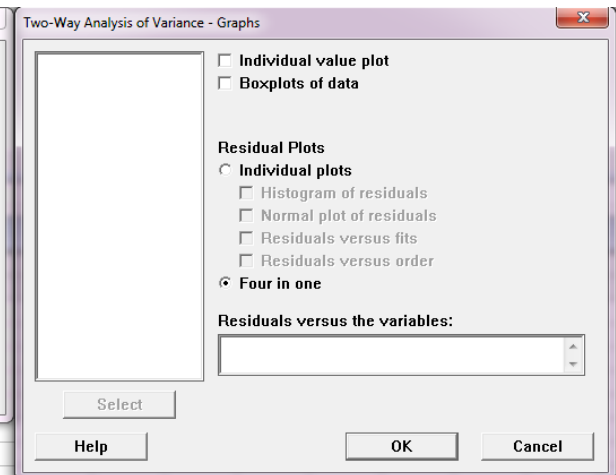 Two-Way Analysis of Variance - Graphs
Individual value plot
Boxplots of data
Residual Plots
Individual plots
Histogram of residuals
Normal plot of residuals
Residuals versus fits
Residuals versus order
Four in one
Residuals versus the variables:
Select
Help
OK
Cancel